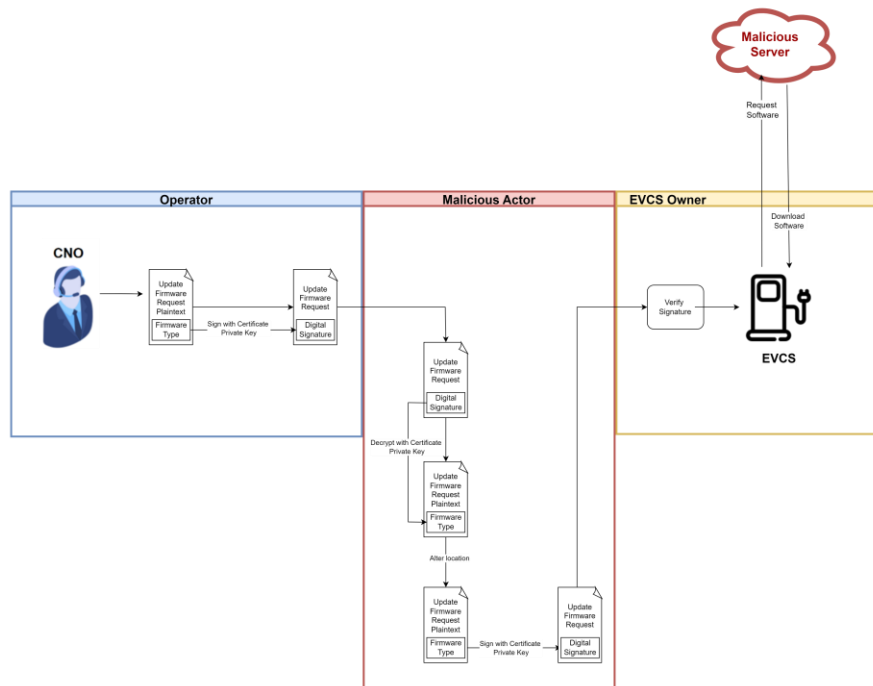 Malicious
Server
Request
Software
Download
Software
Operator
Malicious Actor
EVCS Owner
CNO
Update
Firmware
Request
Plaintext
Firmware
Type
Sign with Certificate
Private Key
Update
Firmware
Request
Digital
Signature
Update
Firmware
Request
Digital
Signature
Decrypt with Certificate
Private Key
Update
Firmware
Request
Plaintext
Firmware
Type
Alter location
Update
Firmware
Request
Plaintext
Firmware
Type
Sign with Certificate
Private Key
Update
Firmware
Request
Digital
Signature
Verify
Signature
EVCS